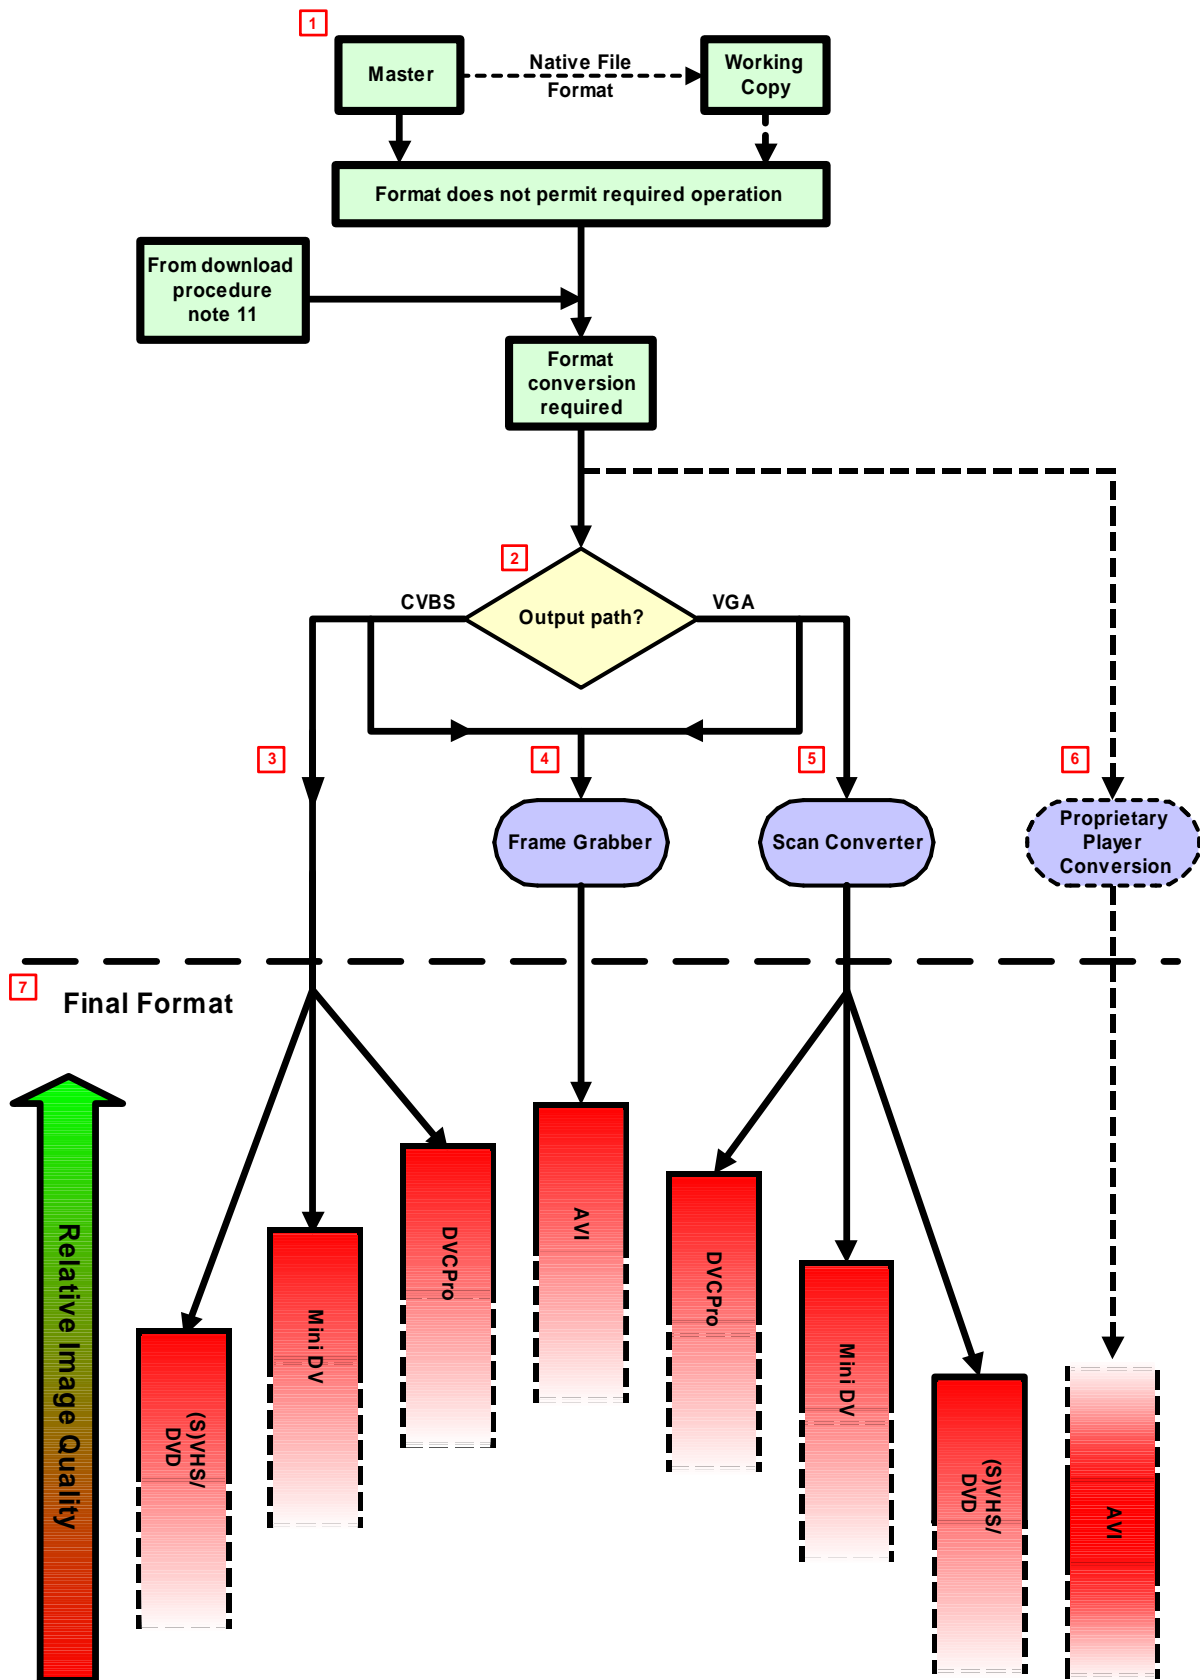 1
Master
Native File
Format
Working
Copy
Format does not permit required operation
From download
procedure
note 11
Format
conversion
required
2
CVBS
Output path?
VGA
3
4
5
6
Frame Grabber
Scan Converter
Proprietary
Player
Conversion
7
Final Format
Relative Image Quality
(S)VHS/
DVD
Mini DV
DVCPro
AVI
DVCPro
Mini DV
(S)VHS/
DVD
AVI